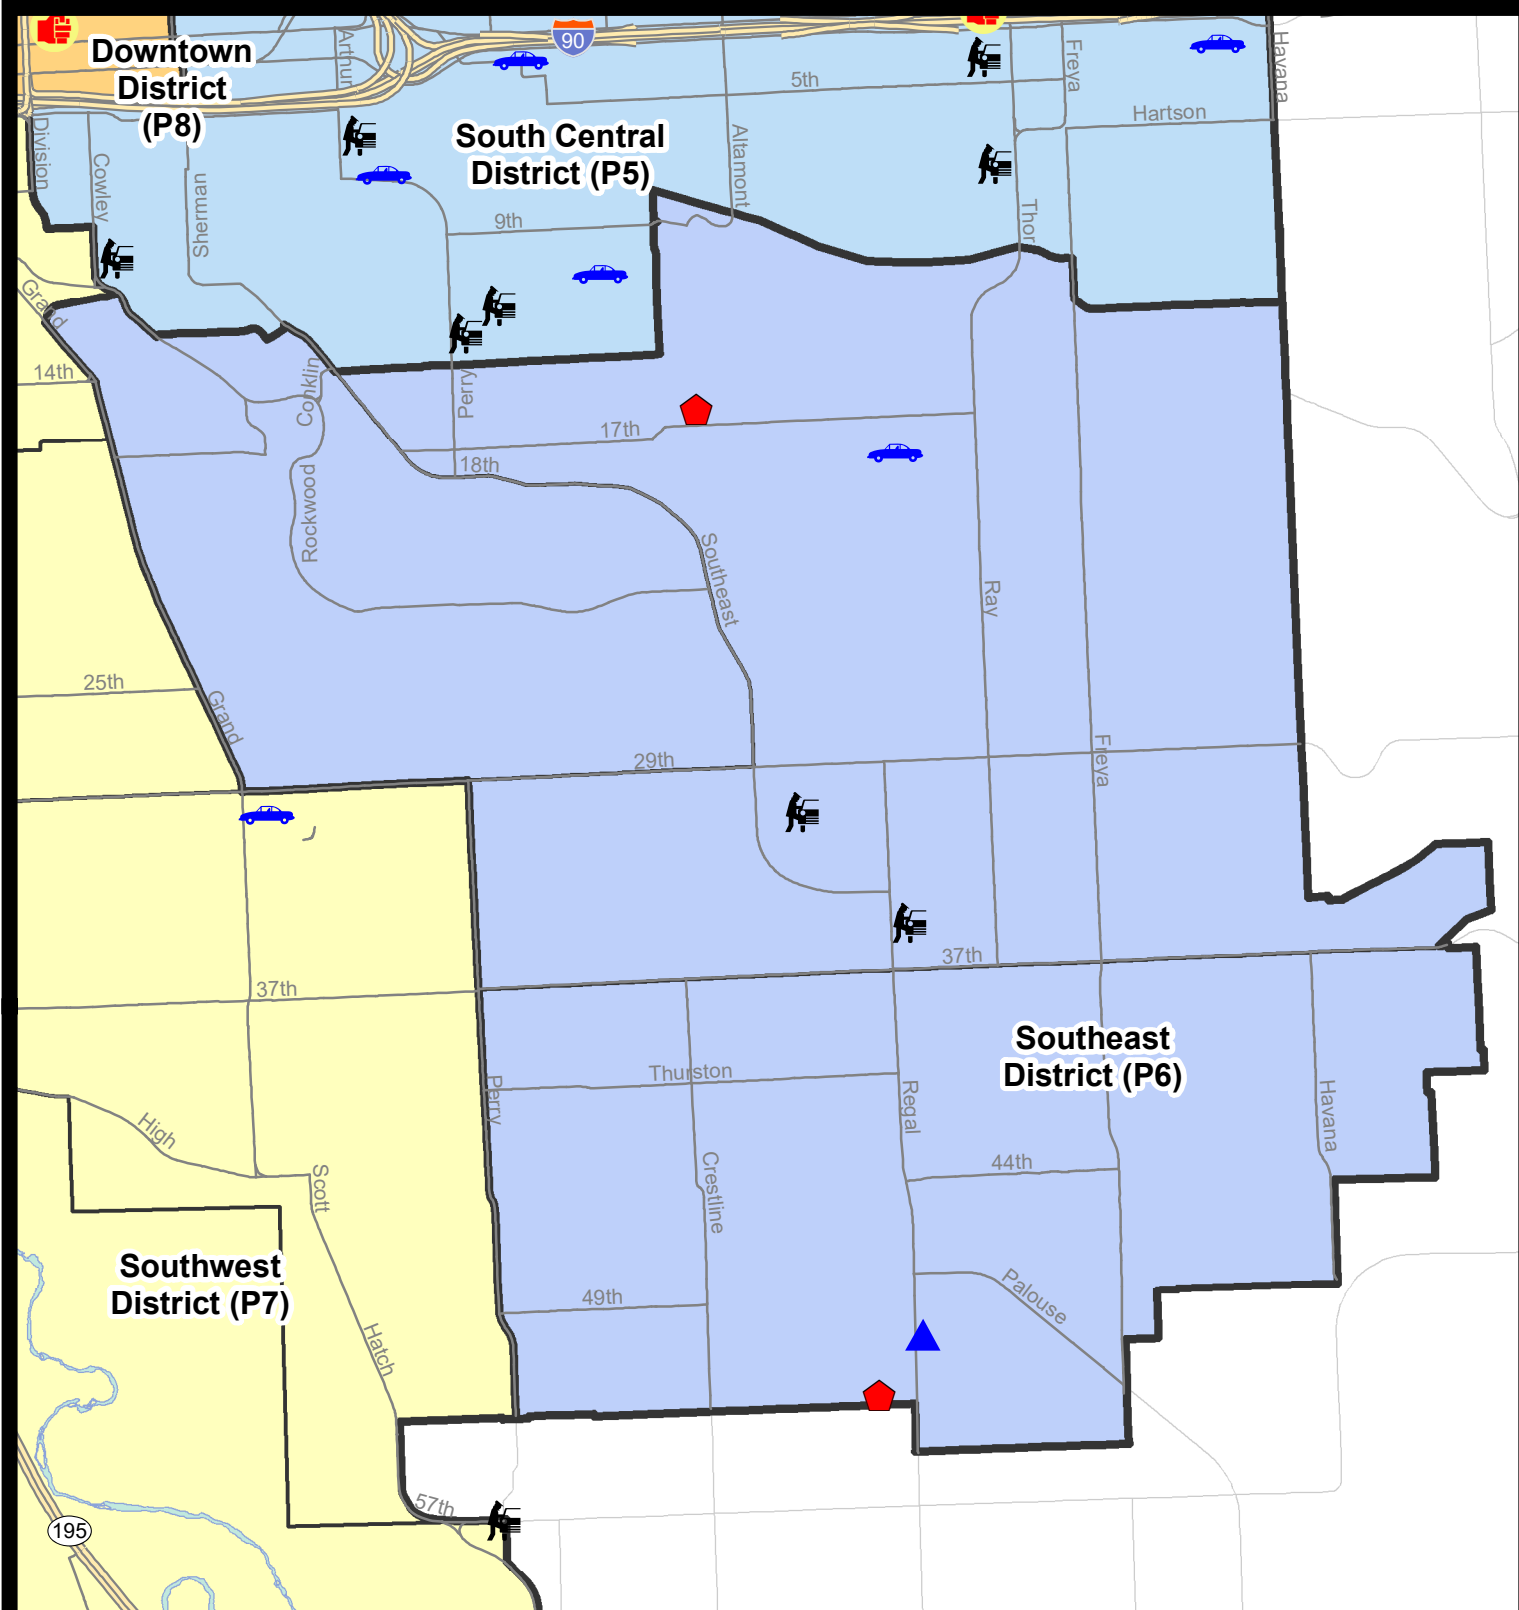 90
Downtown
District
(P8)
Arthur
Freya
Havana
5th
Hartson
South Central
District (P5)
Division
Cowley
Sherman
Altamont
Thor
9th
Grand
14th
Conklin
Perry
17th
18th
Rockwood
Southeast
Ray
25th
Grand
29th
Freya
37th
37th
Southeast
District (P6)
Thurston
Perry
Regal
Havana
High
Scott
Crestline
44th
Southwest
District (P7)
49th
Palouse
Hatch
57th
195